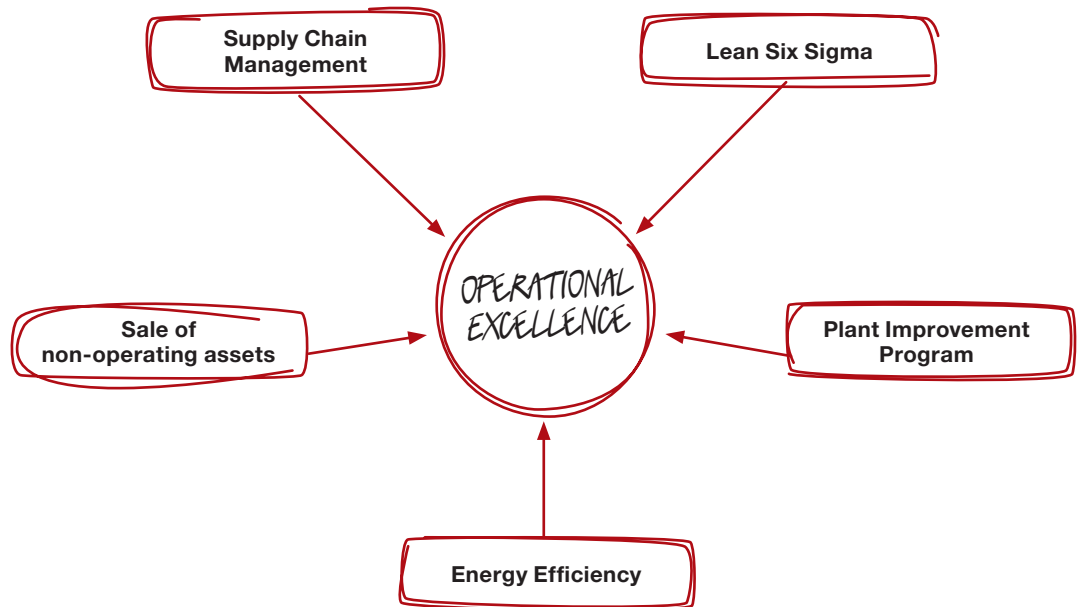 Supply Chain
Management
Lean Six Sigma
OPERATIONAL
EXCELLENCE
Sale of
non-operating assets
Plant Improvement
Program
Energy Efficiency